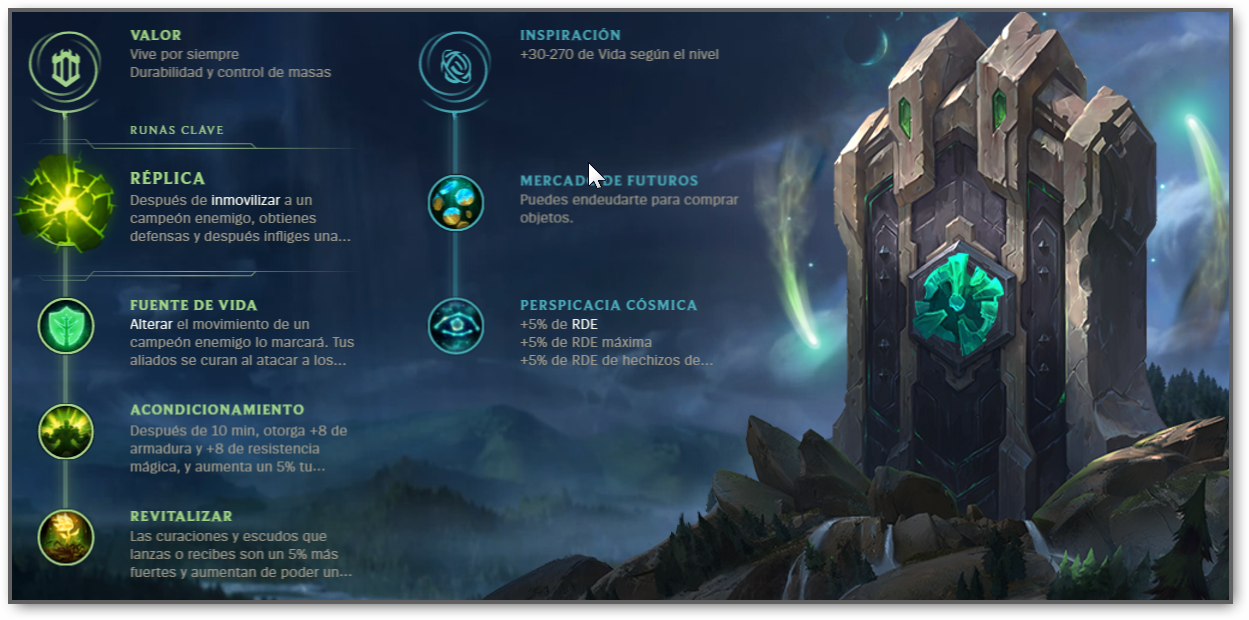 VALOR
Vive por siempre
Durabilidad y control de masas
RUNAS CLAVE
RÉPLICA
Después de inmovilizar a un
campeón enemigo, obtienes
defensas y después infliges una...
FUENTE DE VIDA
Alterar el movimiento de un
campeón enemigo lo marcará. Tus
aliados se curan al atacar a los...
ACONDICIONAMIENTO
Después de 10 min, otorga +8 de
armadura y +8 de resistencia
mágica, y aumenta un 5% tu...
REVITALIZAR
Las curaciones y escudos que
lanzas o recibes son un 5% más
fuertes y aumentan de poder un...
INSPIRACIÓN
+30-270 de Vida según el nivel
MERCADO DE FUTUROS
Puedes endeudarte para comprar
objetos.
PERSPICACIA CÓSMICA
+5% de RDE
+5% de RDE máxima
+5% de RDE de hechizos de...